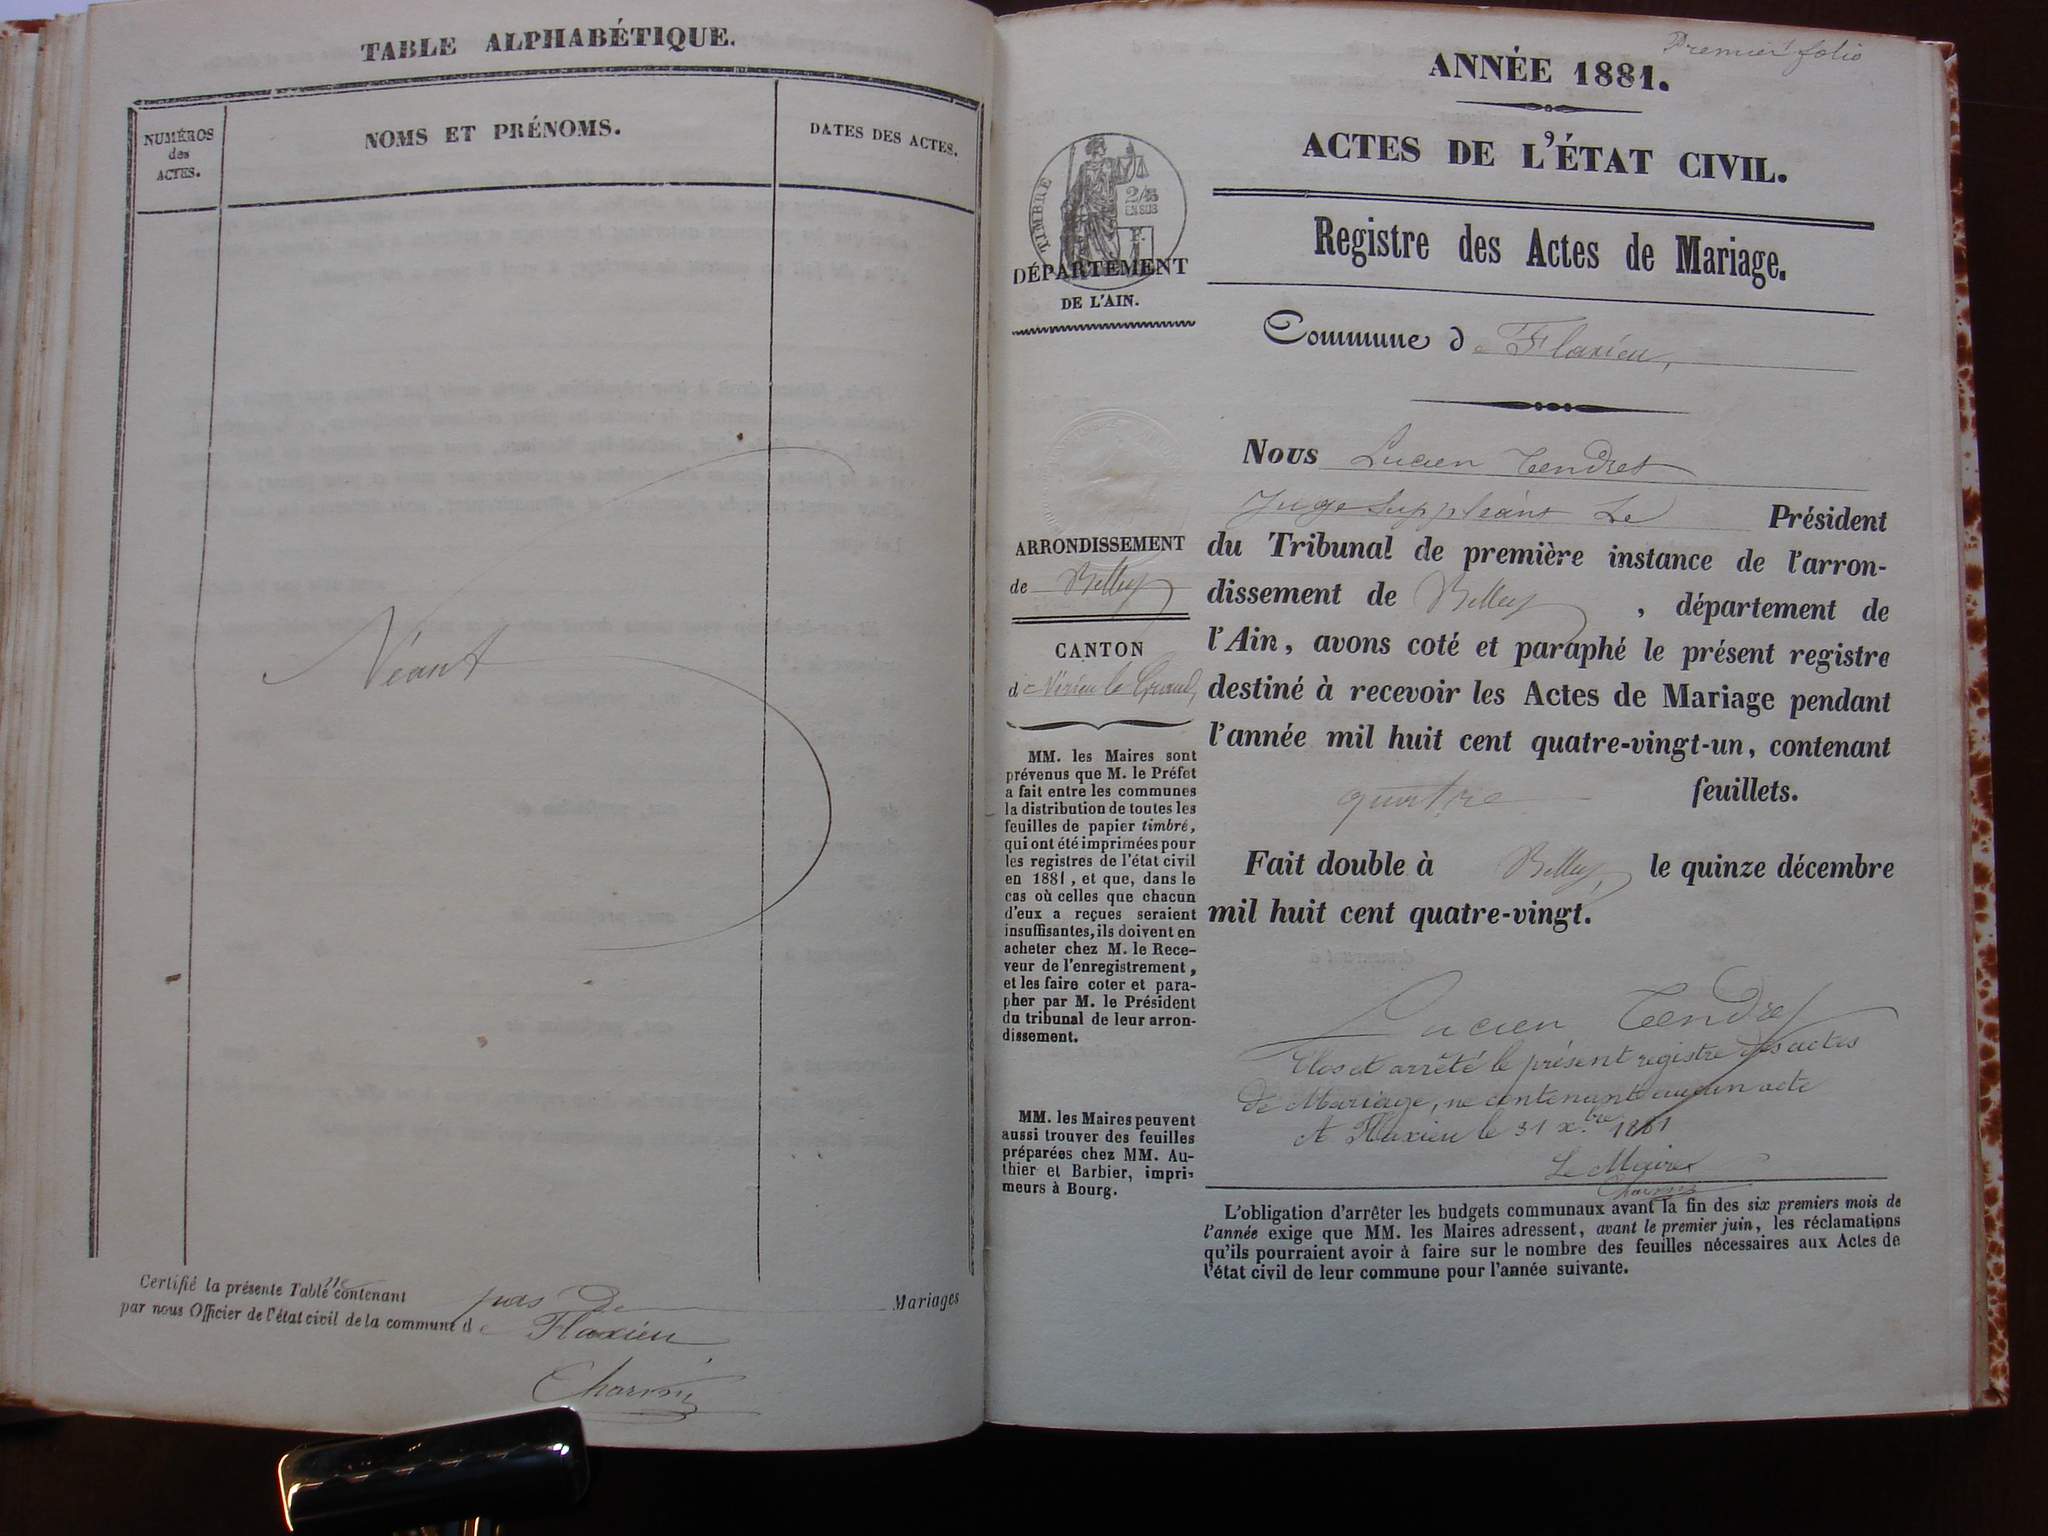 TABLE ALPHABÉTIQUE.
NUMÉROS
des
ACTES.
NOMS ET PRÉNOMS.
DATES DES ACTES.
Néant
Certifié la présente Table contenant pas de Mariages
par nous Officier de l'état civil de la commune de Flaxieu
Charvin
Premier folio
ANNÉE 1881.
ACTES DE L'ÉTAT CIVIL.
Registre des Actes de Mariage.
TIMBRE
2/10
EN SUS
DÉPARTEMENT
DE L'AIN.
Commune de Flaxieu,
Nous Lucien Tendret
Juge Suppléant Le Président
du Tribunal de première instance de l'arron-
dissement de Belley, département de
l'Ain, avons coté et paraphé le présent registre
destiné à recevoir les Actes de Mariage pendant
l'année mil huit cent quatre-vingt-un, contenant
quatre feuillets.
Fait double à Belley, le quinze décembre
mil huit cent quatre-vingt.
Lucien Tendret
Clos et arrêté le présent registre des actes
de Mariage, ne contenant aucun acte
A Flaxieu le 31 xbre 1881
Le Maire
Charvin
ARRONDISSEMENT
de Belley
CANTON
de Virieu le Grand,
MM. les Maires sont
prévenus que M. le Préfet
a fait entre les communes
la distribution de toutes les
feuilles de papier timbré,
qui ont été imprimées pour
les registres de l'état civil
en 1881, et que, dans le
cas où celles que chacun
d'eux a reçues seraient
insuffisantes, ils doivent en
acheter chez M. le Rece-
veur de l'enregistrement,
et les faire coter et para-
pher par M. le Président
du tribunal de leur arron-
dissement.
MM. les Maires peuvent
aussi trouver des feuilles
préparées chez MM. Au-
thier et Barbier, impri-
meurs à Bourg.
L'obligation d'arrêter les budgets communaux avant la fin des six premiers mois de
l'année exige que MM. les Maires adressent, avant le premier juin, les réclamations
qu'ils pourraient avoir à faire sur le nombre des feuilles nécessaires aux Actes de
l'état civil de leur commune pour l'année suivante.